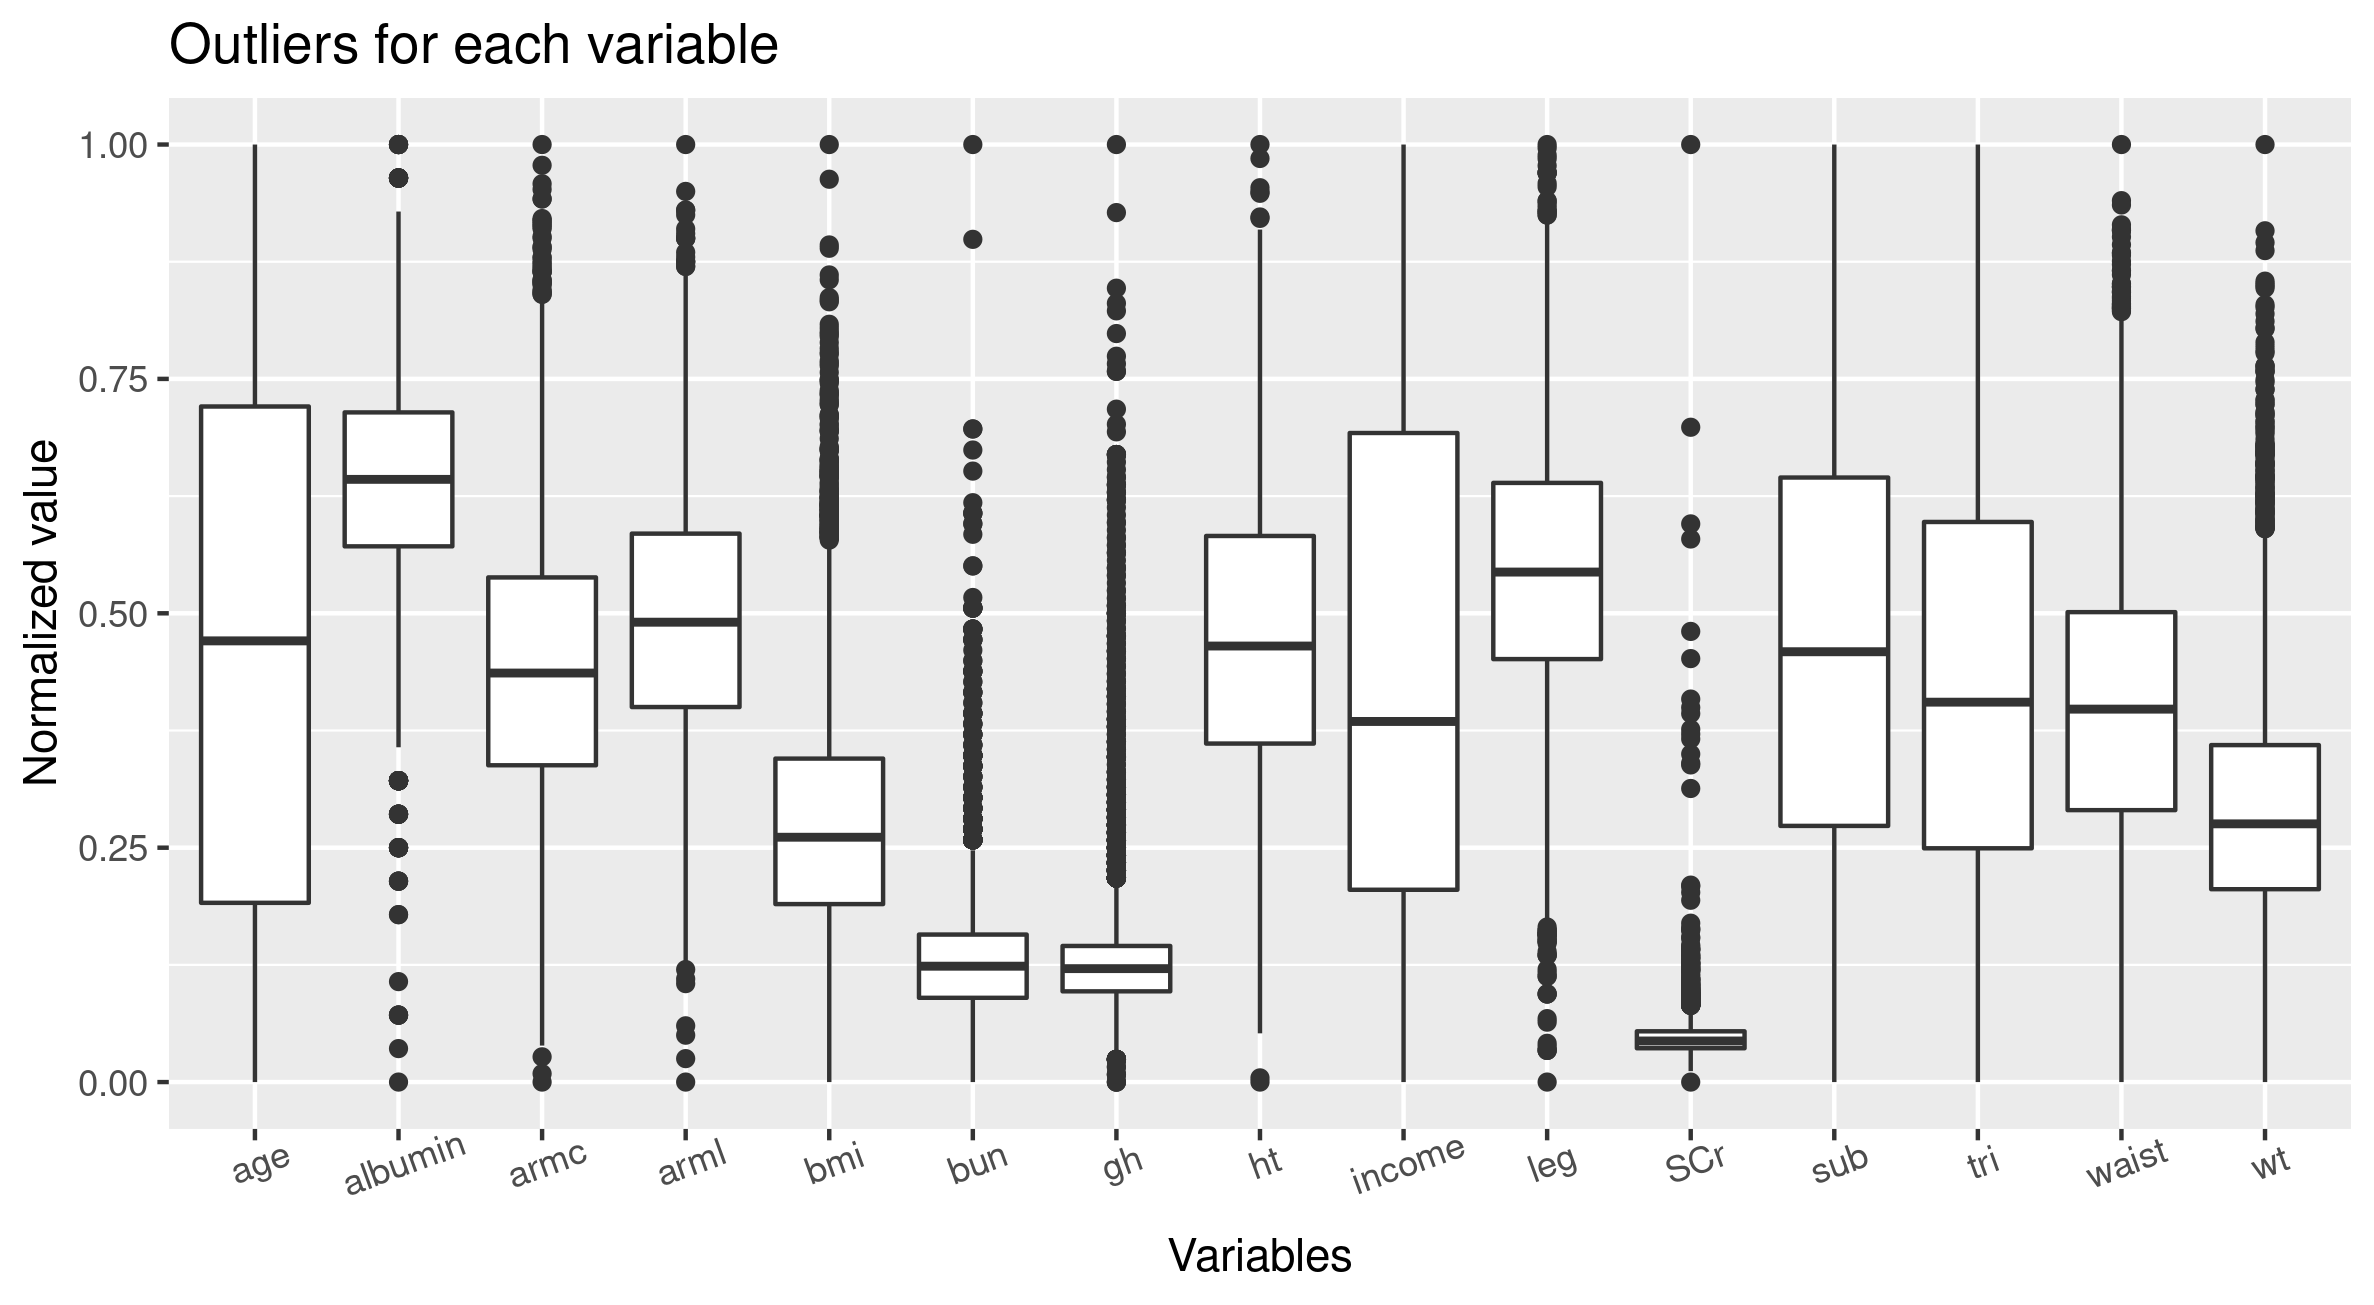 Outliers for each variable
Normalized value
1.00
0.75
0.50
0.25
0.00
age albumin armc arml bmi bun gh ht income leg SCr sub tri waist wt
Variables